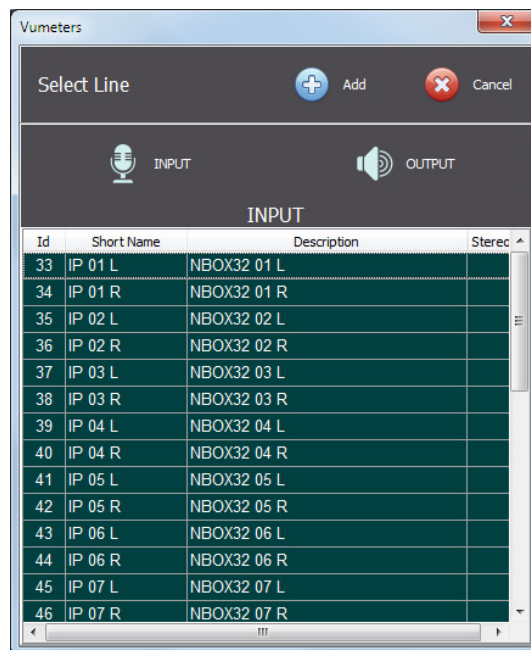 Vumeters
Select Line Add Cancel
INPUT OUTPUT
INPUT
Id Short Name Description Stereo
33 IP 01 L NBOX32 01 L
34 IP 01 R NBOX32 01 R
35 IP 02 L NBOX32 02 L
36 IP 02 R NBOX32 02 R
37 IP 03 L NBOX32 03 L
38 IP 03 R NBOX32 03 R
39 IP 04 L NBOX32 04 L
40 IP 04 R NBOX32 04 R
41 IP 05 L NBOX32 05 L
42 IP 05 R NBOX32 05 R
43 IP 06 L NBOX32 06 L
44 IP 06 R NBOX32 06 R
45 IP 07 L NBOX32 07 L
46 IP 07 R NBOX32 07 R